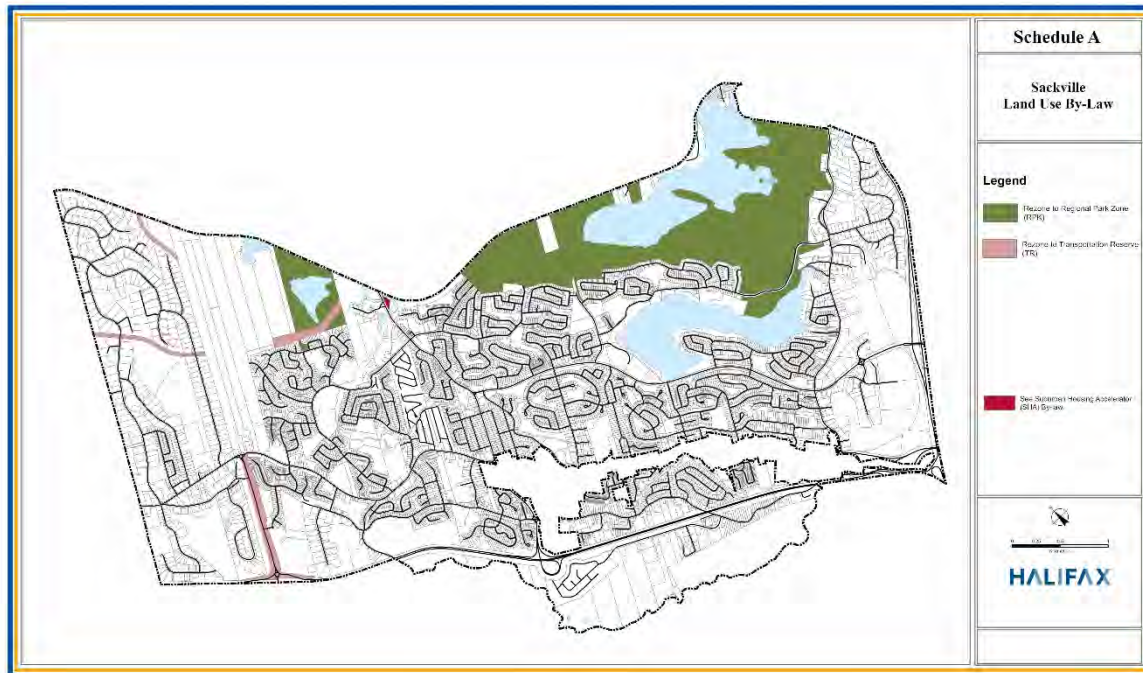 Schedule A
Sackville
Land Use By-Law
Legend
Rezone to Regional Park Zone
(RPK)
Rezone to Transportation Reserve
(TR)
See Suburban Housing Accelerator
(SHA) By-law
HALIFAX